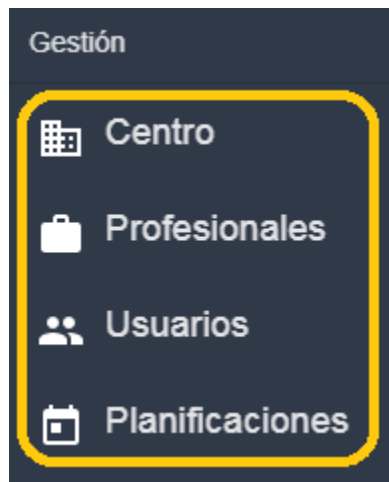 Gestión
Centro
Profesionales
Usuarios
Planificaciones